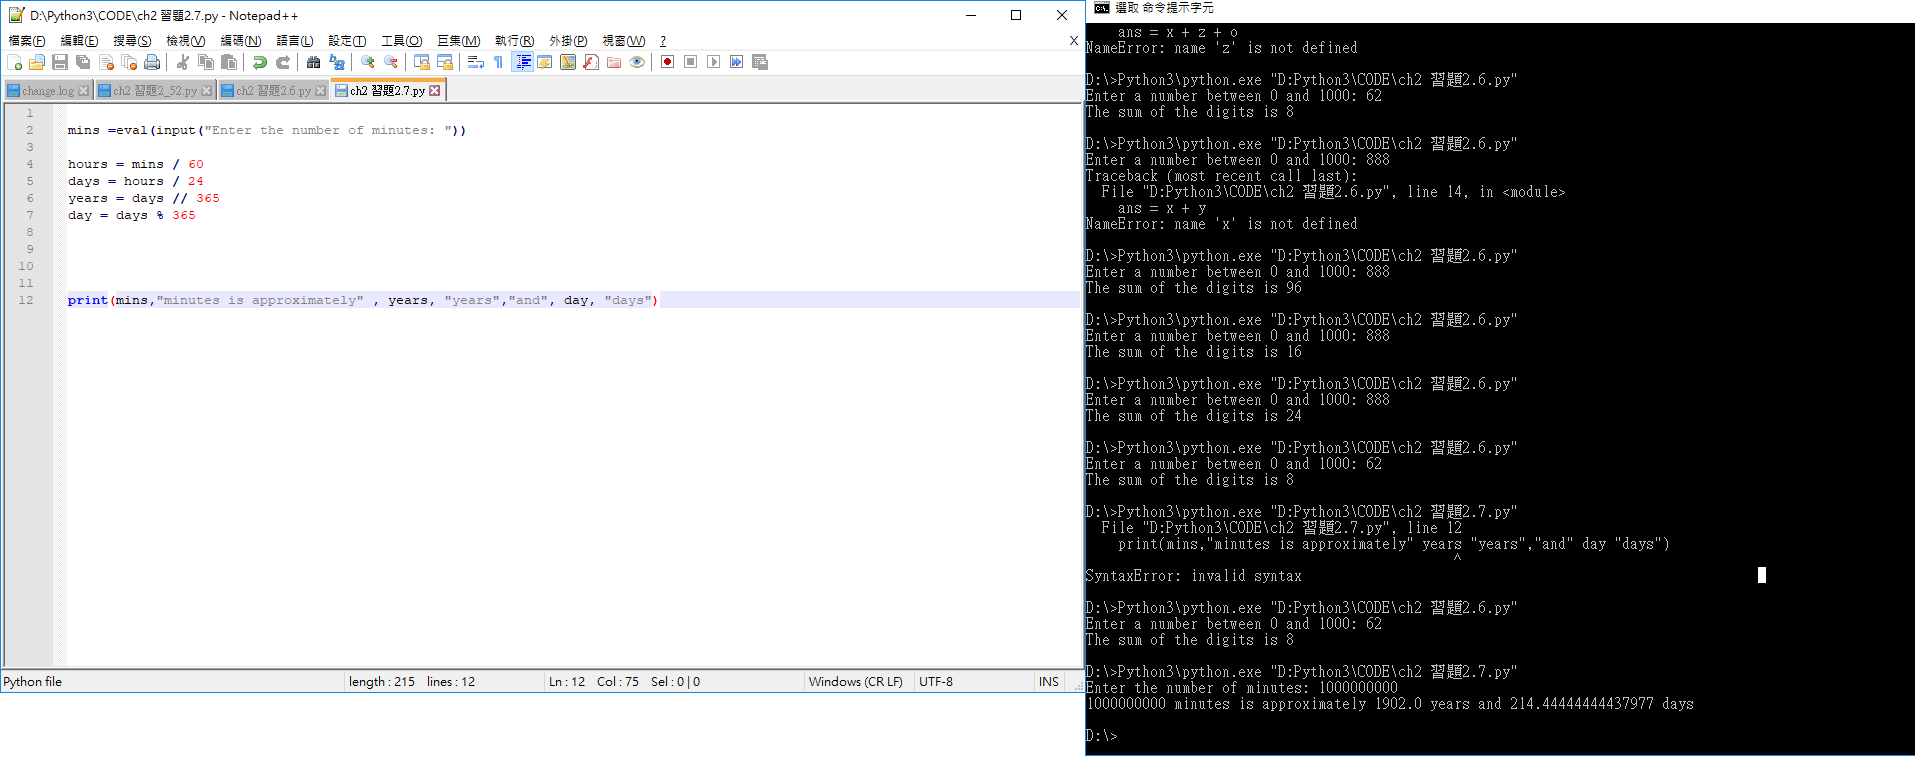 D:\Python3\CODE\ch2 習題2.7.py - Notepad++
檔案(F) 編輯(E) 搜尋(S) 檢視(V) 編碼(N) 語言(L) 設定(T) 工具(O) 巨集(M) 執行(R) 外掛(P) 視窗(W) ? X
change.log ch2 習題2_52.py ch2 習題2.6.py ch2 習題2.7.py
1
2 mins =eval(input("Enter the number of minutes: "))
3
4 hours = mins / 60
5 days = hours / 24
6 years = days // 365
7 day = days % 365
8
9
10
11
12 print(mins,"minutes is approximately" , years, "years","and", day, "days")
Python file length : 215 lines : 12 Ln : 12 Col : 75 Sel : 0 | 0 Windows (CR LF) UTF-8 INS
選取 命令提示字元
ans = x + z + o
NameError: name 'z' is not defined
D:\>Python3\python.exe "D:Python3\CODE\ch2 習題2.6.py"
Enter a number between 0 and 1000: 62
The sum of the digits is 8
D:\>Python3\python.exe "D:Python3\CODE\ch2 習題2.6.py"
Enter a number between 0 and 1000: 888
Traceback (most recent call last):
File "D:Python3\CODE\ch2 習題2.6.py", line 14, in <module>
ans = x + y
NameError: name 'x' is not defined
D:\>Python3\python.exe "D:Python3\CODE\ch2 習題2.6.py"
Enter a number between 0 and 1000: 888
The sum of the digits is 96
D:\>Python3\python.exe "D:Python3\CODE\ch2 習題2.6.py"
Enter a number between 0 and 1000: 888
The sum of the digits is 16
D:\>Python3\python.exe "D:Python3\CODE\ch2 習題2.6.py"
Enter a number between 0 and 1000: 888
The sum of the digits is 24
D:\>Python3\python.exe "D:Python3\CODE\ch2 習題2.6.py"
Enter a number between 0 and 1000: 62
The sum of the digits is 8
D:\>Python3\python.exe "D:Python3\CODE\ch2 習題2.7.py"
File "D:Python3\CODE\ch2 習題2.7.py", line 12
print(mins,"minutes is approximately" years "years","and" day "days")
^
SyntaxError: invalid syntax
D:\>Python3\python.exe "D:Python3\CODE\ch2 習題2.6.py"
Enter a number between 0 and 1000: 62
The sum of the digits is 8
D:\>Python3\python.exe "D:Python3\CODE\ch2 習題2.7.py"
Enter the number of minutes: 1000000000
1000000000 minutes is approximately 1902.0 years and 214.44444444437977 days
D:\>